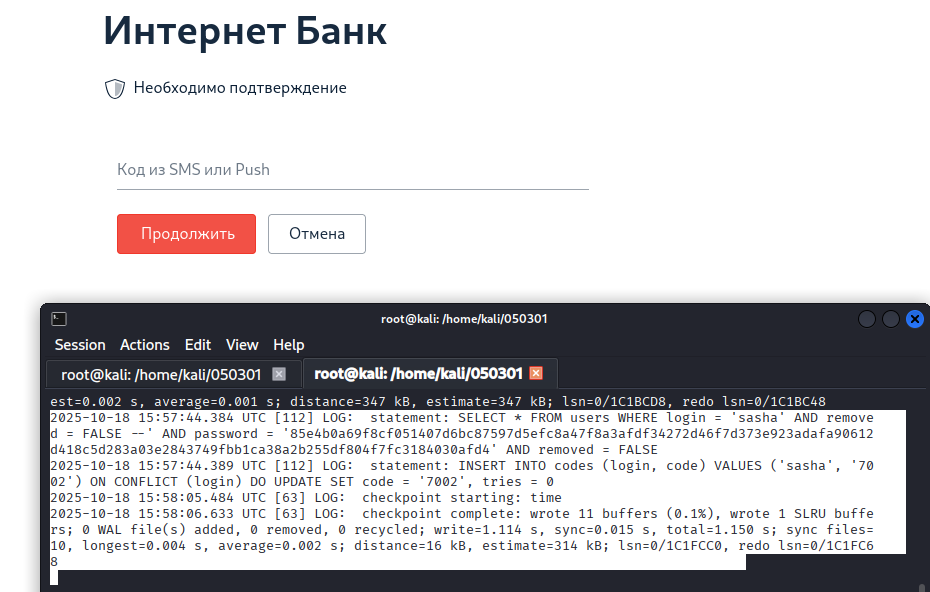 Интернет Банк
Необходимо подтверждение
Код из SMS или Push
Продолжить Отмена
root@kali: /home/kali/050301
Session Actions Edit View Help
root@kali: /home/kali/050301 root@kali: /home/kali/050301
est=0.002 s, average=0.001 s; distance=347 kB, estimate=347 kB; lsn=0/1C1BCD8, redo lsn=0/1C1BC48
2025-10-18 15:57:44.384 UTC [112] LOG:  statement: SELECT * FROM users WHERE login = 'sasha' AND remove
d = FALSE --' AND password = '85e4b0a69f8cf051407d6bc87597d5efc8a47f8a3afdf34272d46f7d373e923adafa90612
d418c5d283a03e2843749fbb1ca38a2b255df804f7fc3184030afd4' AND removed = FALSE
2025-10-18 15:57:44.389 UTC [112] LOG:  statement: INSERT INTO codes (login, code) VALUES ('sasha', '70
02') ON CONFLICT (login) DO UPDATE SET code = '7002', tries = 0
2025-10-18 15:58:05.484 UTC [63] LOG:  checkpoint starting: time
2025-10-18 15:58:06.633 UTC [63] LOG:  checkpoint complete: wrote 11 buffers (0.1%), wrote 1 SLRU buffe
rs; 0 WAL file(s) added, 0 removed, 0 recycled; write=1.114 s, sync=0.015 s, total=1.150 s; sync files=
10, longest=0.004 s, average=0.002 s; distance=16 kB, estimate=314 kB; lsn=0/1C1FCC0, redo lsn=0/1C1FC6
8